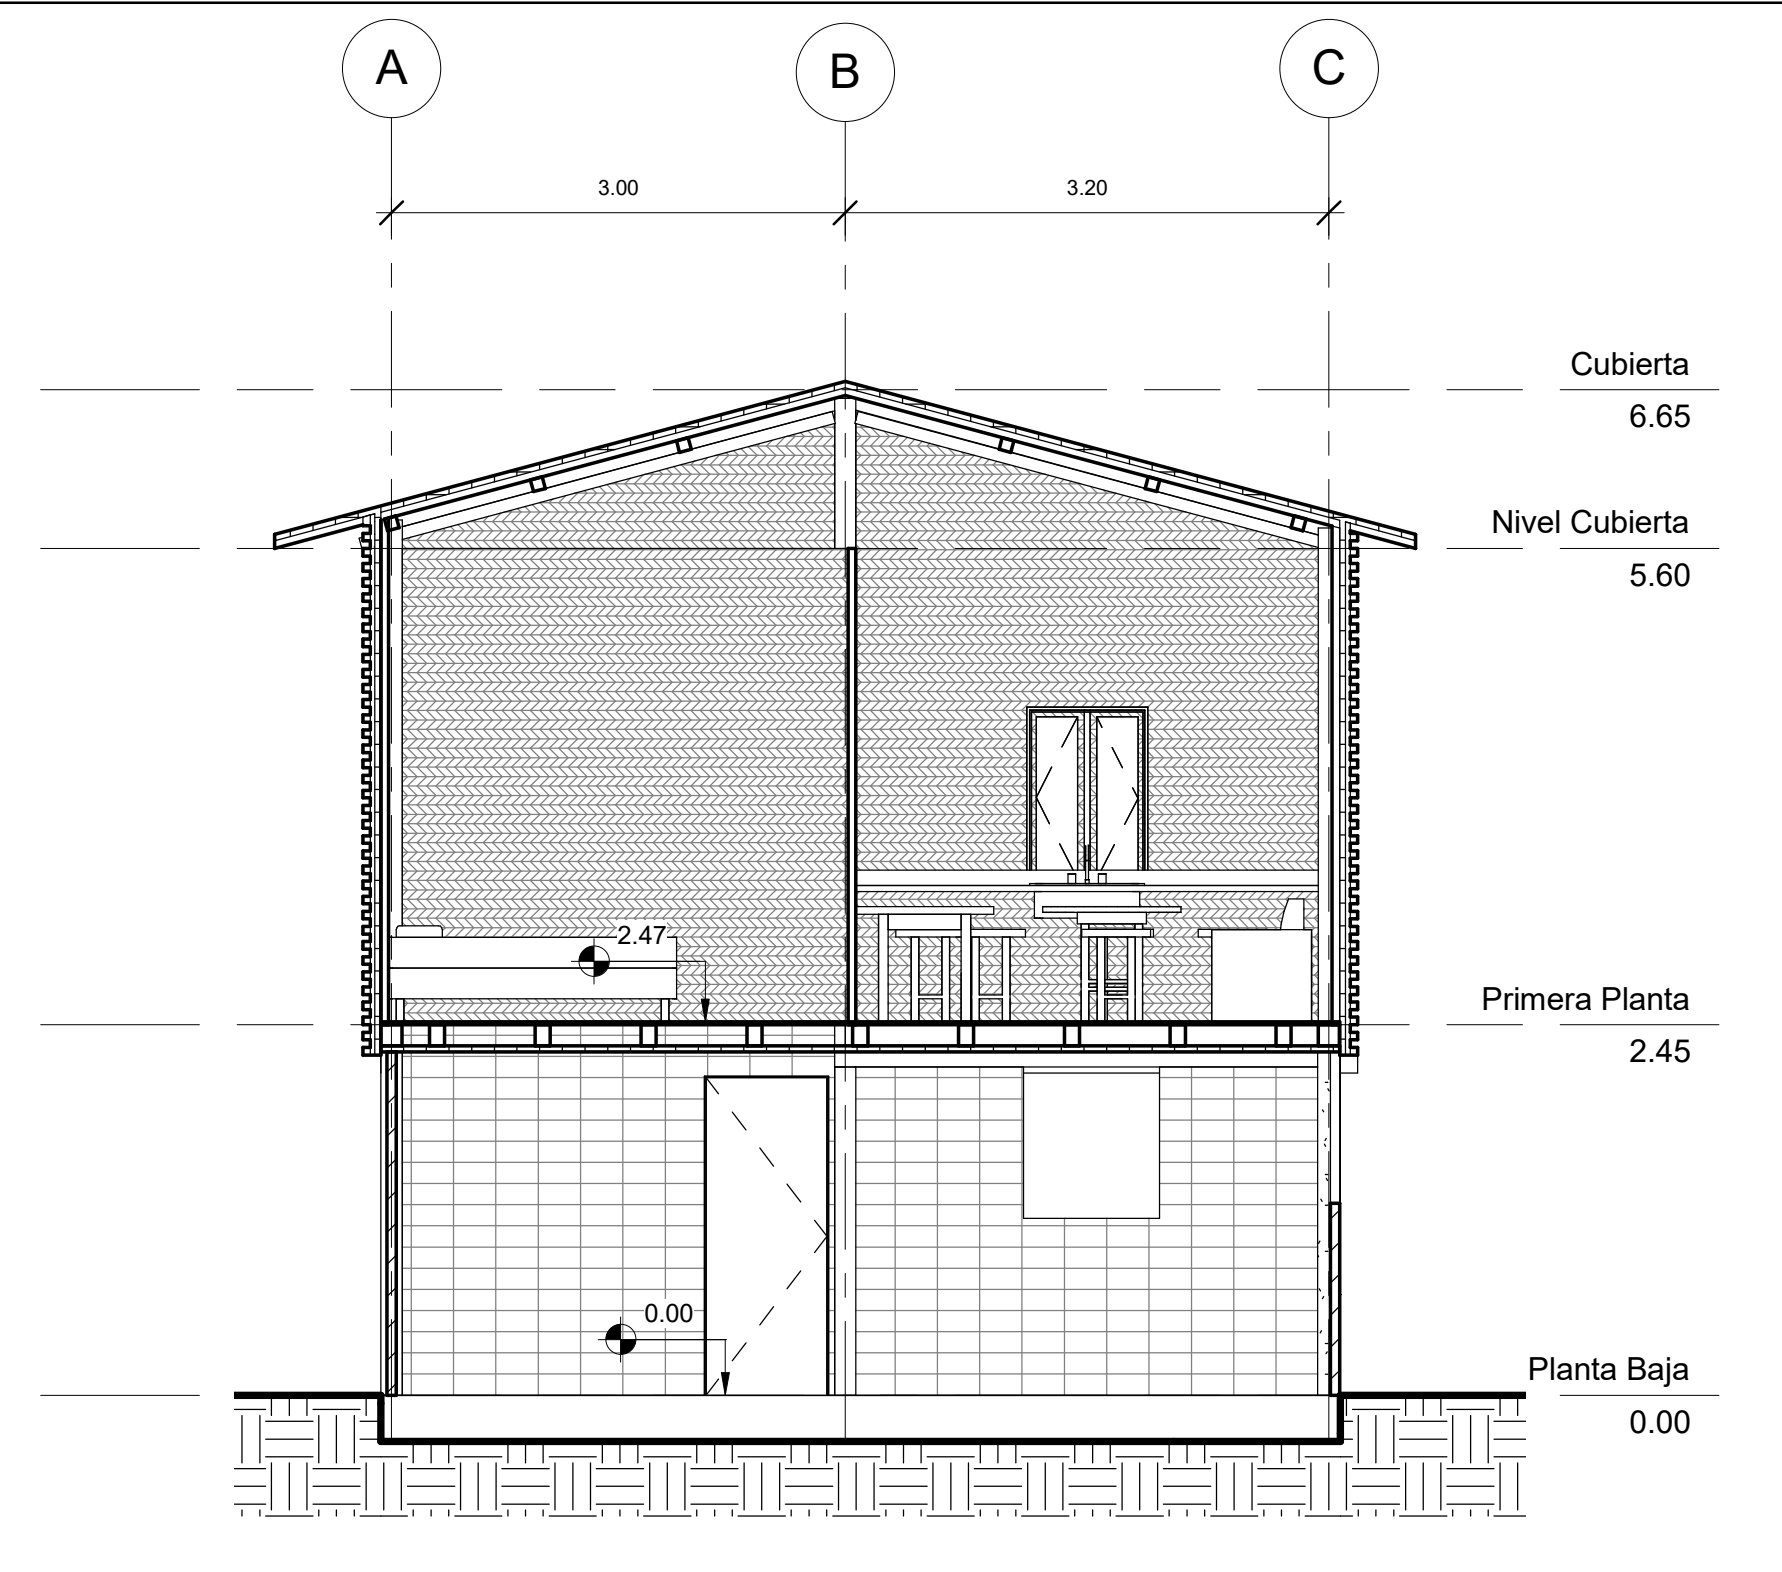 A
B
C
3.00
3.20
Cubierta
6.65
Nivel Cubierta
5.60
2.47
Primera Planta
2.45
0.00
Planta Baja
0.00